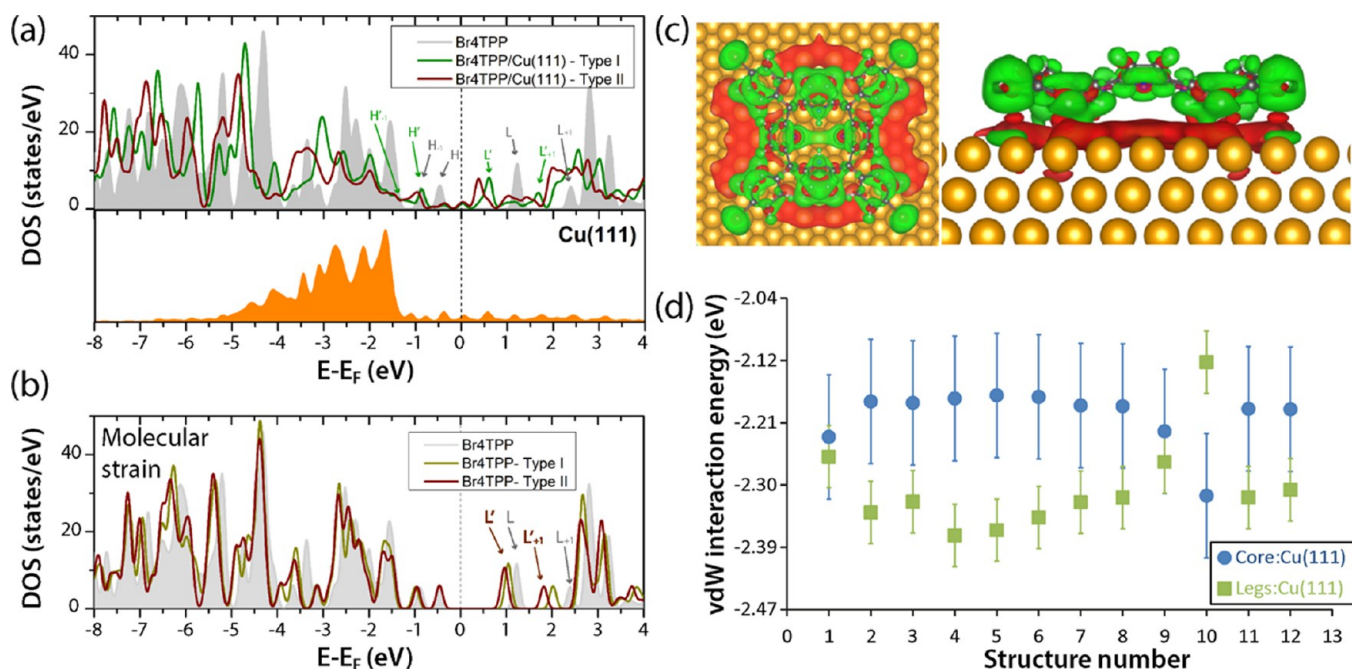 (a)
40
20
0
DOS (states/eV)
Br4TPP
Br4TPP/Cu(111) - Type I
Br4TPP/Cu(111) - Type II
H'-1
H'
H-1
H
L'
L
L'+1
L+1
Cu(111)
-8 -7 -6 -5 -4 -3 -2 -1 0 1 2 3 4
E-EF (eV)
(b)
Molecular
strain
40
20
0
DOS (states/eV)
Br4TPP
Br4TPP- Type I
Br4TPP- Type II
L'
L
L'+1
L+1
-8 -7 -6 -5 -4 -3 -2 -1 0 1 2 3 4
E-EF (eV)
(c)
(d)
vdW interaction energy (eV)
-2.04
-2.12
-2.21
-2.30
-2.39
-2.47
Core:Cu(111)
Legs:Cu(111)
0 1 2 3 4 5 6 7 8 9 10 11 12 13
Structure number